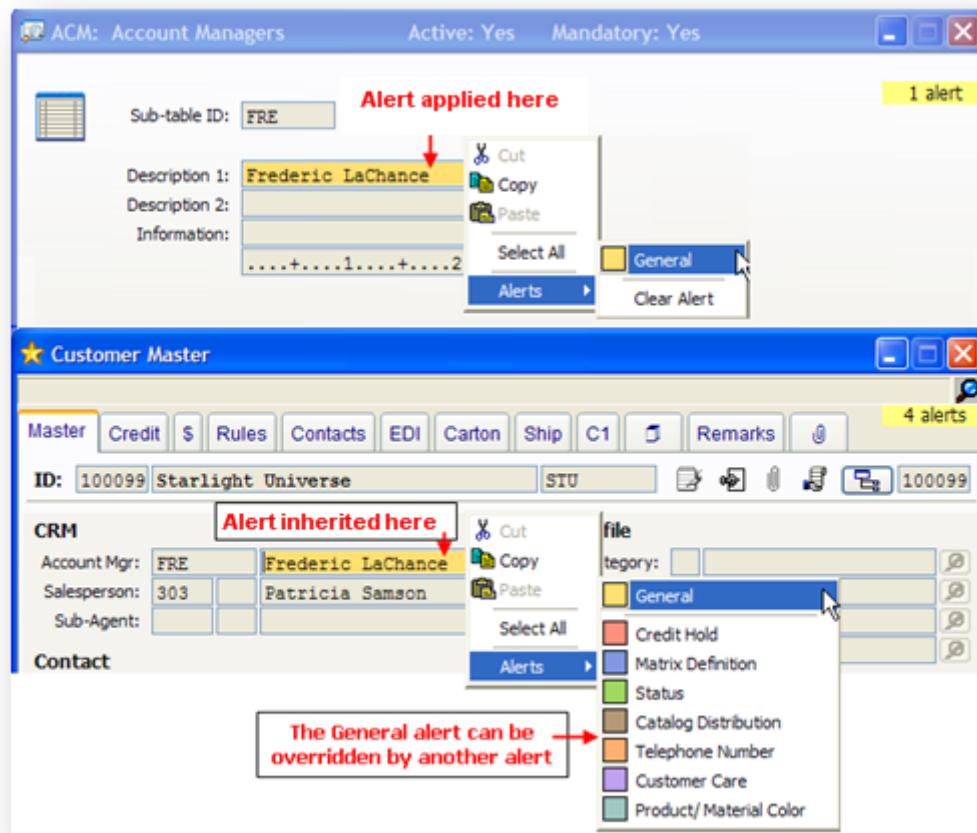 ACM: Account Managers Active: Yes Mandatory: Yes
1 alert
Alert applied here
Sub-table ID: FRE
Description 1: Frederic LaChance
Description 2:
Information:
....+....1....+....2
Cut
Copy
Paste
Select All
Alerts
General
Clear Alert
Customer Master
4 alerts
Master Credit $ Rules Contacts EDI Carton Ship C1 Remarks
ID: 100099 Starlight Universe STU 100099
Alert inherited here
CRM
Account Mgr: FRE Frederic LaChance
Salesperson: 303 Patricia Samson
Sub-Agent:
Contact
file
tegory:
Cut
Copy
Paste
Select All
Alerts
General
Credit Hold
Matrix Definition
Status
Catalog Distribution
Telephone Number
Customer Care
Product/ Material Color
The General alert can be
overridden by another alert